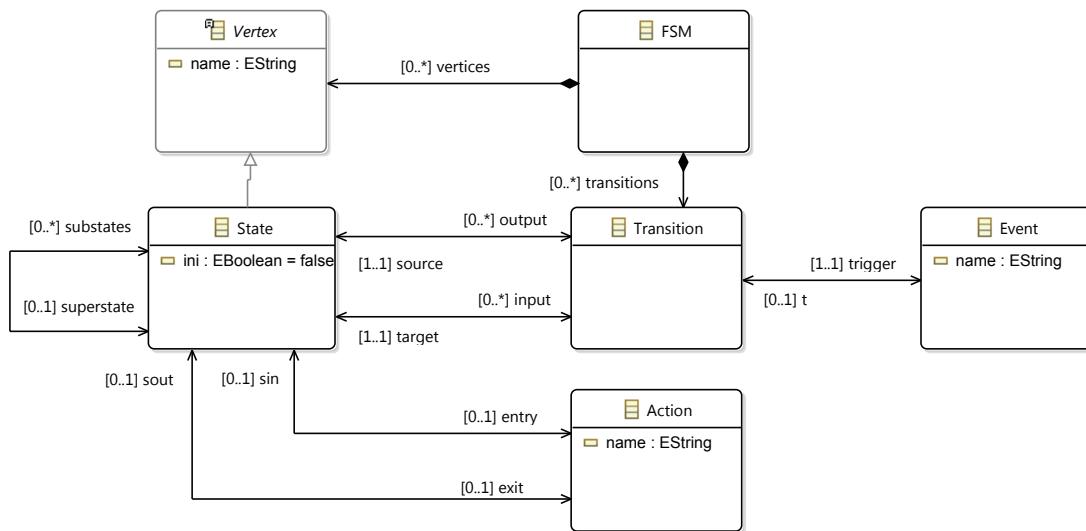 Vertex
name : EString
FSM
[0..*] vertices
[0..*] transitions
State
ini : EBoolean = false
[0..*] substates
[0..1] superstate
[0..*] output
[1..1] source
[0..*] input
[1..1] target
Transition
[1..1] trigger
[0..1] t
Event
name : EString
[0..1] sout
[0..1] sin
[0..1] entry
[0..1] exit
Action
name : EString